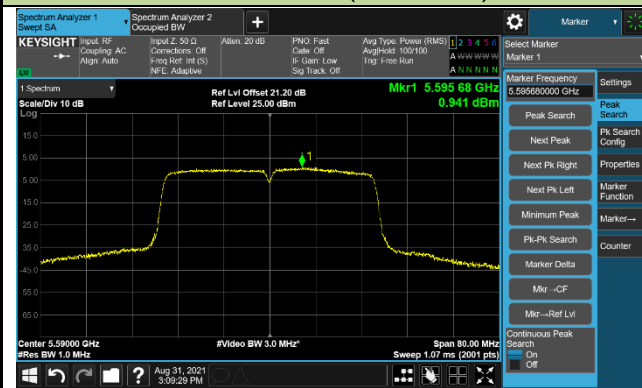 Spectrum Analyzer 1
Swept SA
Spectrum Analyzer 2
Occupied BW
+
Marker
KEYSIGHT
Input: RF
Coupling: AC
Align: Auto
Input Z: 50 Ω
Corrections: Off
Freq Ref: Int (S)
NFE: Adaptive
Atten: 20 dB
PNO: Fast
Gate: Off
IF Gain: Low
Sig Track: Off
Avg Type: Power (RMS)
Avg|Hold: 100/100
Trig: Free Run
1 2 3 4 5 6
A W W W W W
A N N N N N
LXI
Select Marker
Marker 1
1 Spectrum
Scale/Div 10 dB
Log
Ref Lvl Offset 21.20 dB
Ref Level 25.00 dBm
Mkr1 5.595 68 GHz
0.941 dBm
15.0
5.00
-5.00
-15.0
-25.0
-35.0
-45.0
-55.0
-65.0
1
Center 5.59000 GHz
#Res BW 1.0 MHz
#Video BW 3.0 MHz*
Span 80.00 MHz
Sweep 1.07 ms (2001 pts)
Marker Frequency
5.595680000 GHz
Peak Search
Next Peak
Next Pk Right
Next Pk Left
Minimum Peak
Pk-Pk Search
Marker Delta
Mkr→CF
Mkr→Ref Lvl
Continuous Peak
Search
On
Off
Settings
Peak
Search
Pk Search
Config
Properties
Marker
Function
Marker→
Counter
?
Aug 31, 2021
3:09:29 PM